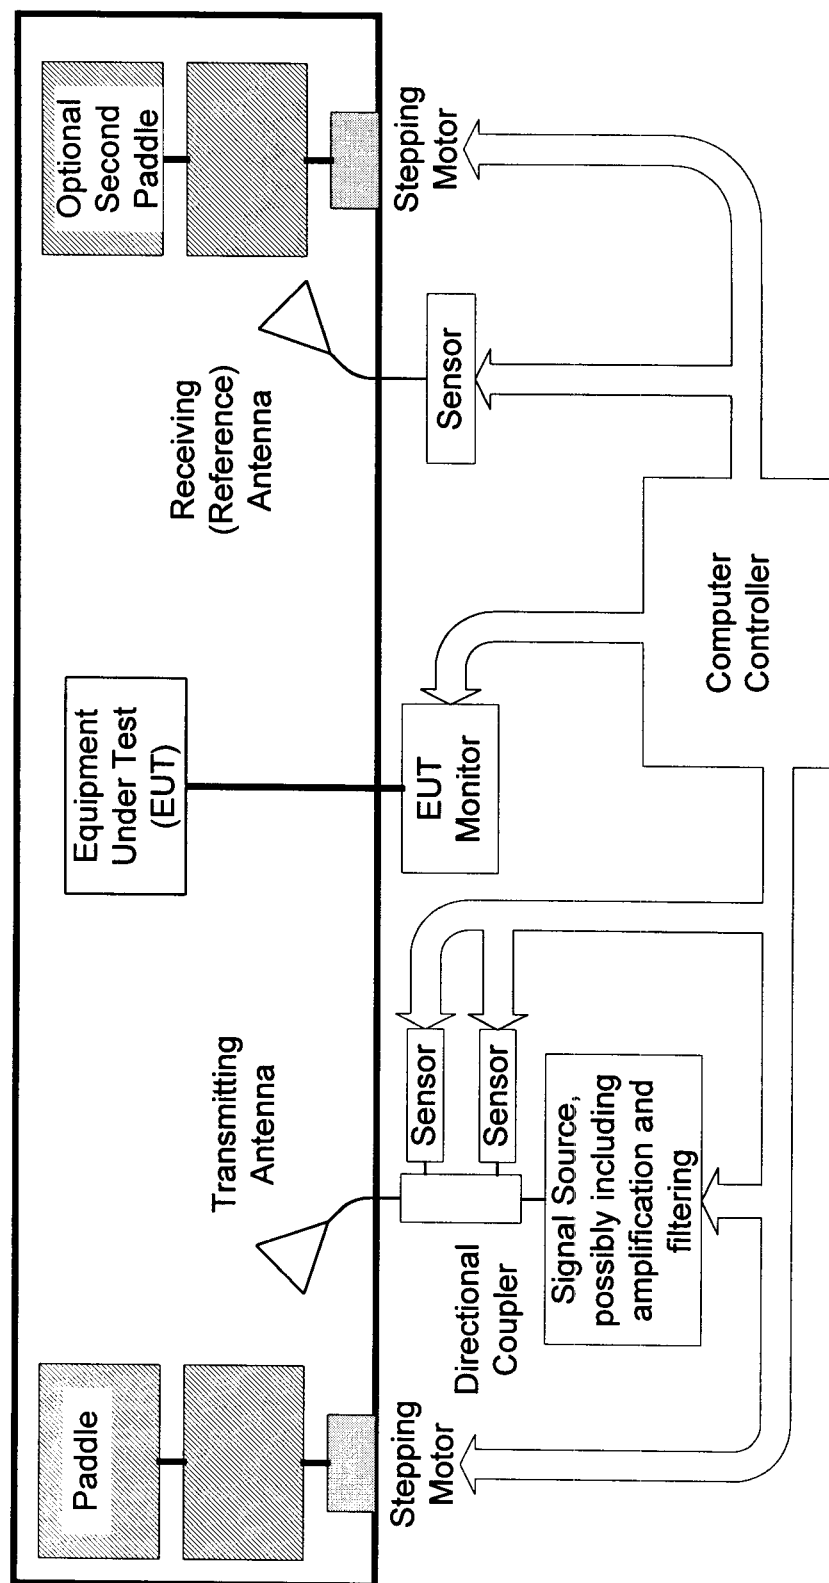 Paddle
Optional
Second
Paddle
Equipment
Under Test
(EUT)
Transmitting
Antenna
Receiving
(Reference)
Antenna
Stepping
Motor
Directional
Coupler
Sensor
Sensor
EUT
Monitor
Sensor
Stepping
Motor
Signal Source,
possibly including
amplification and
filtering
Computer
Controller